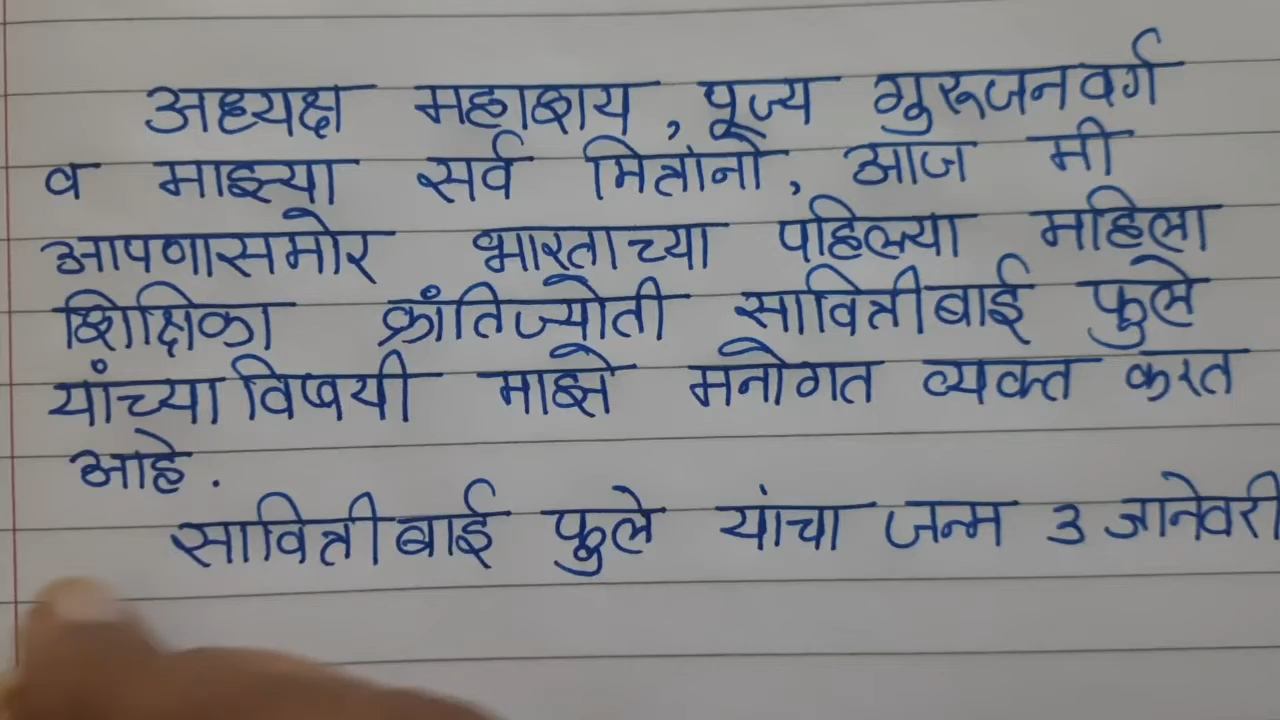 अध्यक्ष महाशय, पूज्य गुरूजनवर्ग
व माझ्या सर्व मित्रांनो, आज मी
आपणासमोर भारताच्या पहिल्या महिला
शिक्षिका क्रांतिज्योती सावित्रीबाई फुले
यांच्याविषयी माझे मनोगत व्यक्त करत
आहे.
सावित्रीबाई फुले यांचा जन्म 3 जानेवरी